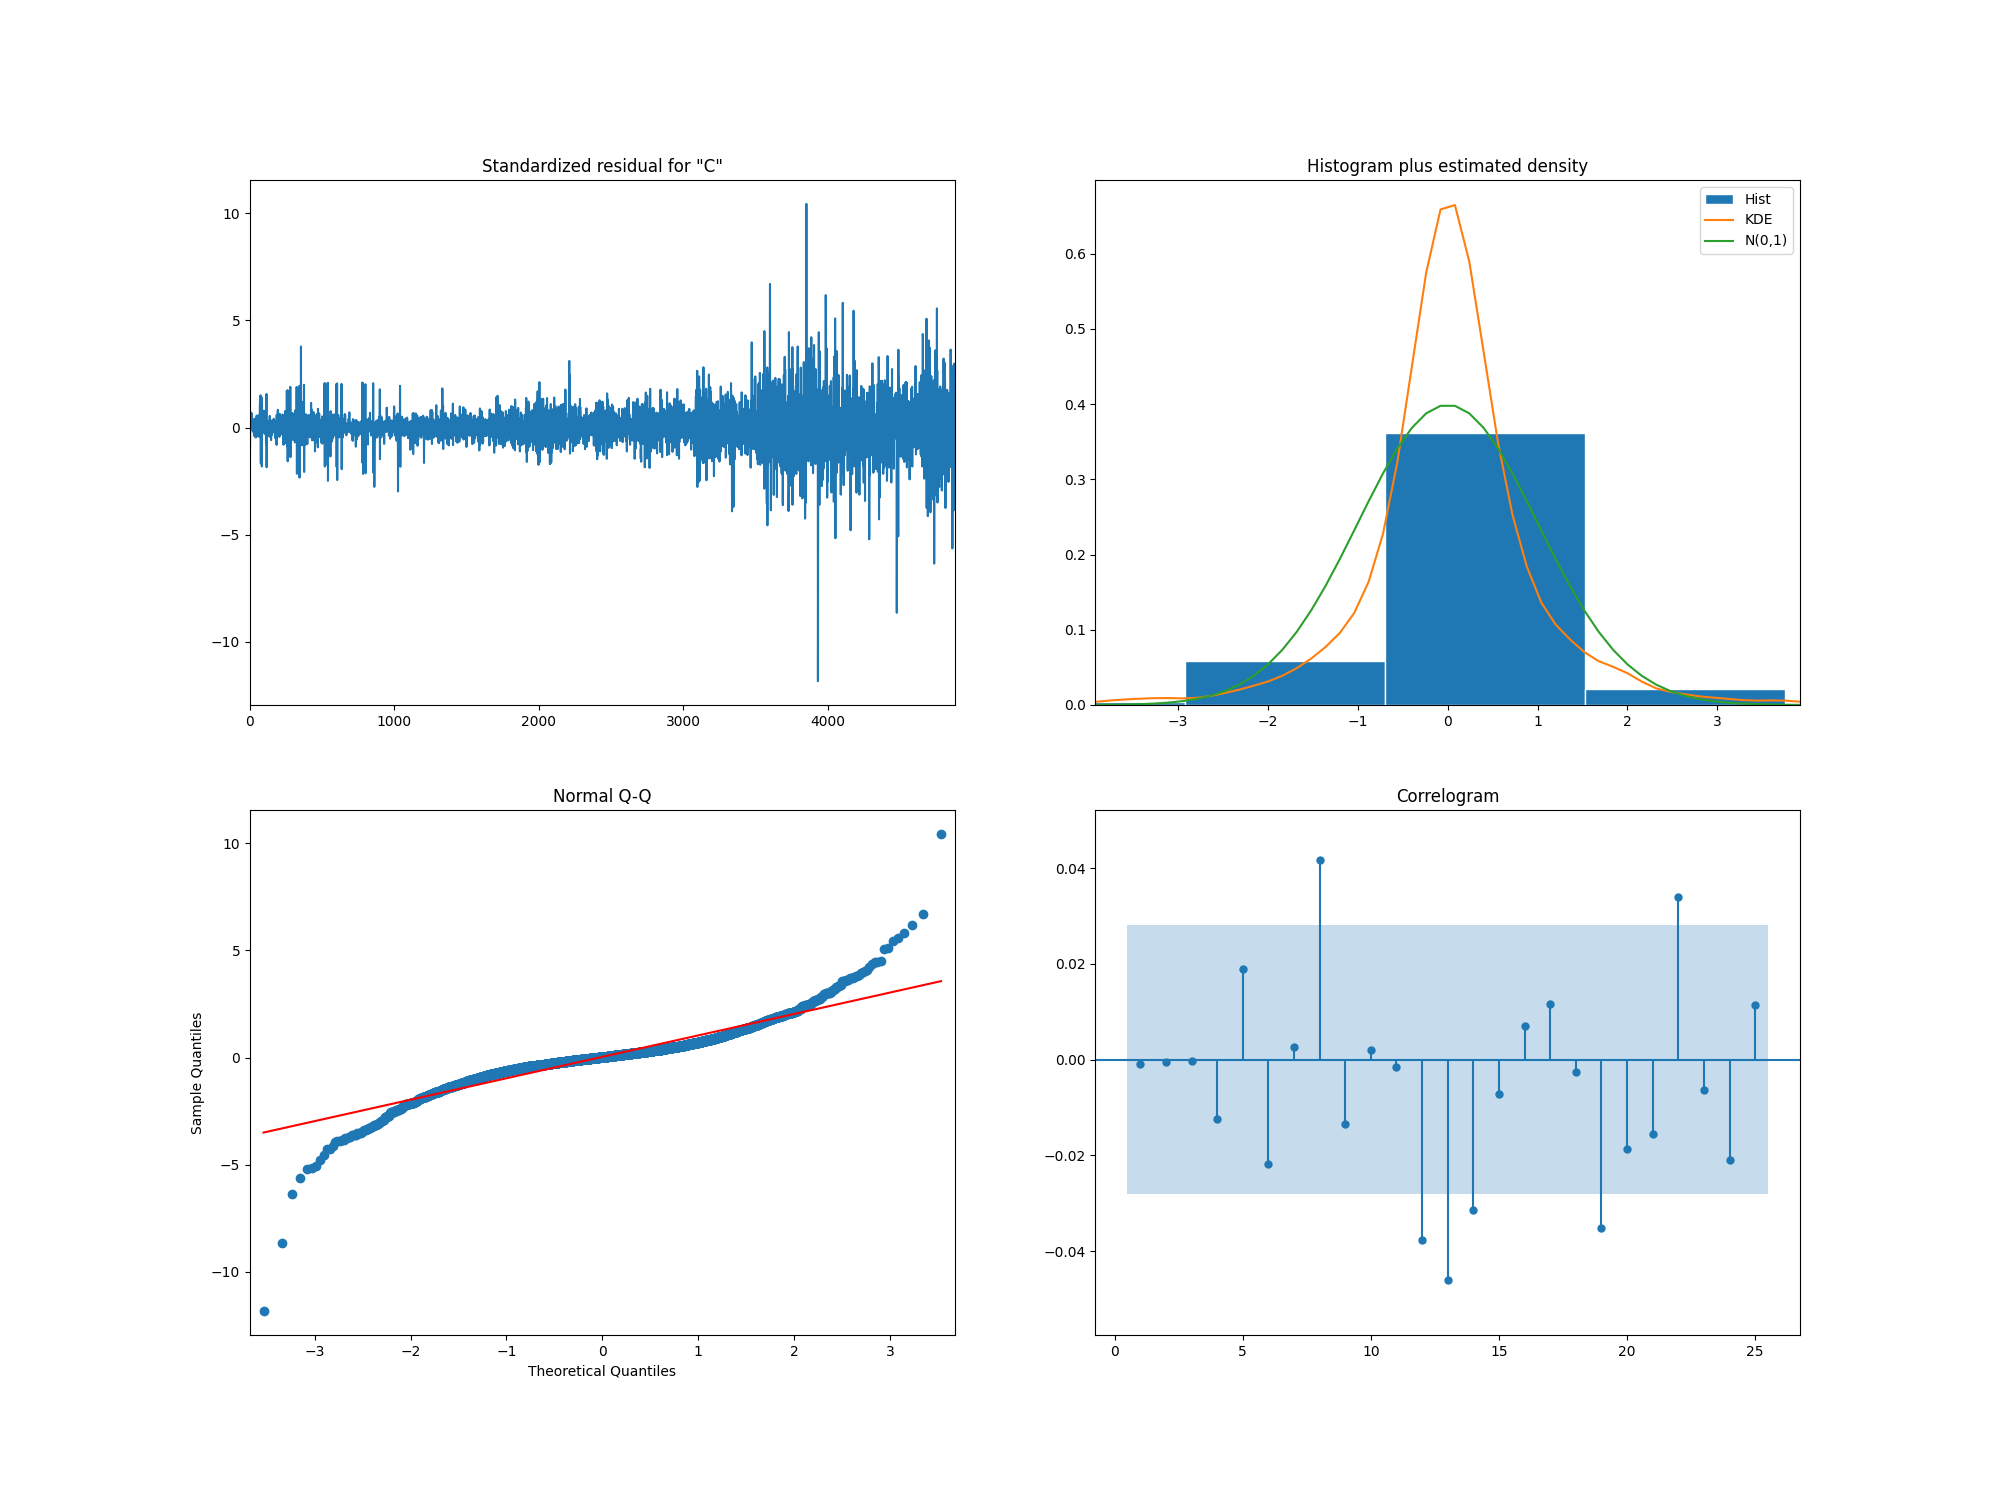 Standardized residual for "C"
10
5
0
−5
−10
0 1000 2000 3000 4000
Histogram plus estimated density
Hist
KDE
N(0,1)
0.6
0.5
0.4
0.3
0.2
0.1
0.0
−3 −2 −1 0 1 2 3
Normal Q-Q
Sample Quantiles
10
5
0
−5
−10
−3 −2 −1 0 1 2 3
Theoretical Quantiles
Correlogram
0.04
0.02
0.00
−0.02
−0.04
0 5 10 15 20 25